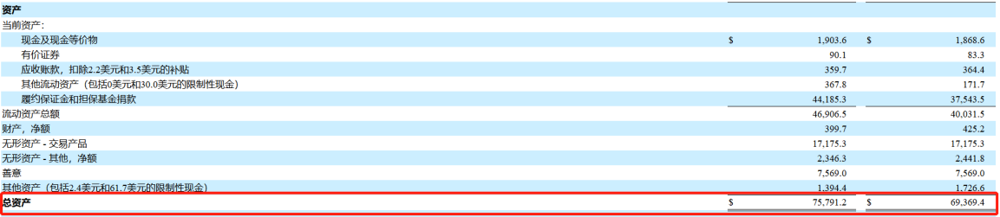 资产
当前资产：
现金及现金等价物 $ 1,903.6 $ 1,868.6
有价证券 90.1 83.3
应收账款，扣除2.2美元和3.5美元的补贴 359.7 364.4
其他流动资产（包括0美元和30.0美元的限制性现金） 367.8 171.7
履约保证金和担保基金捐款 44,185.3 37,543.5
流动资产总额 46,906.5 40,031.5
财产，净额 399.7 425.2
无形资产 - 交易产品 17,175.3 17,175.3
无形资产 - 其他，净额 2,346.3 2,441.8
善意 7,569.0 7,569.0
其他资产（包括2.4美元和61.7美元的限制性现金） 1,394.4 1,726.6
总资产 $ 75,791.2 $ 69,369.4